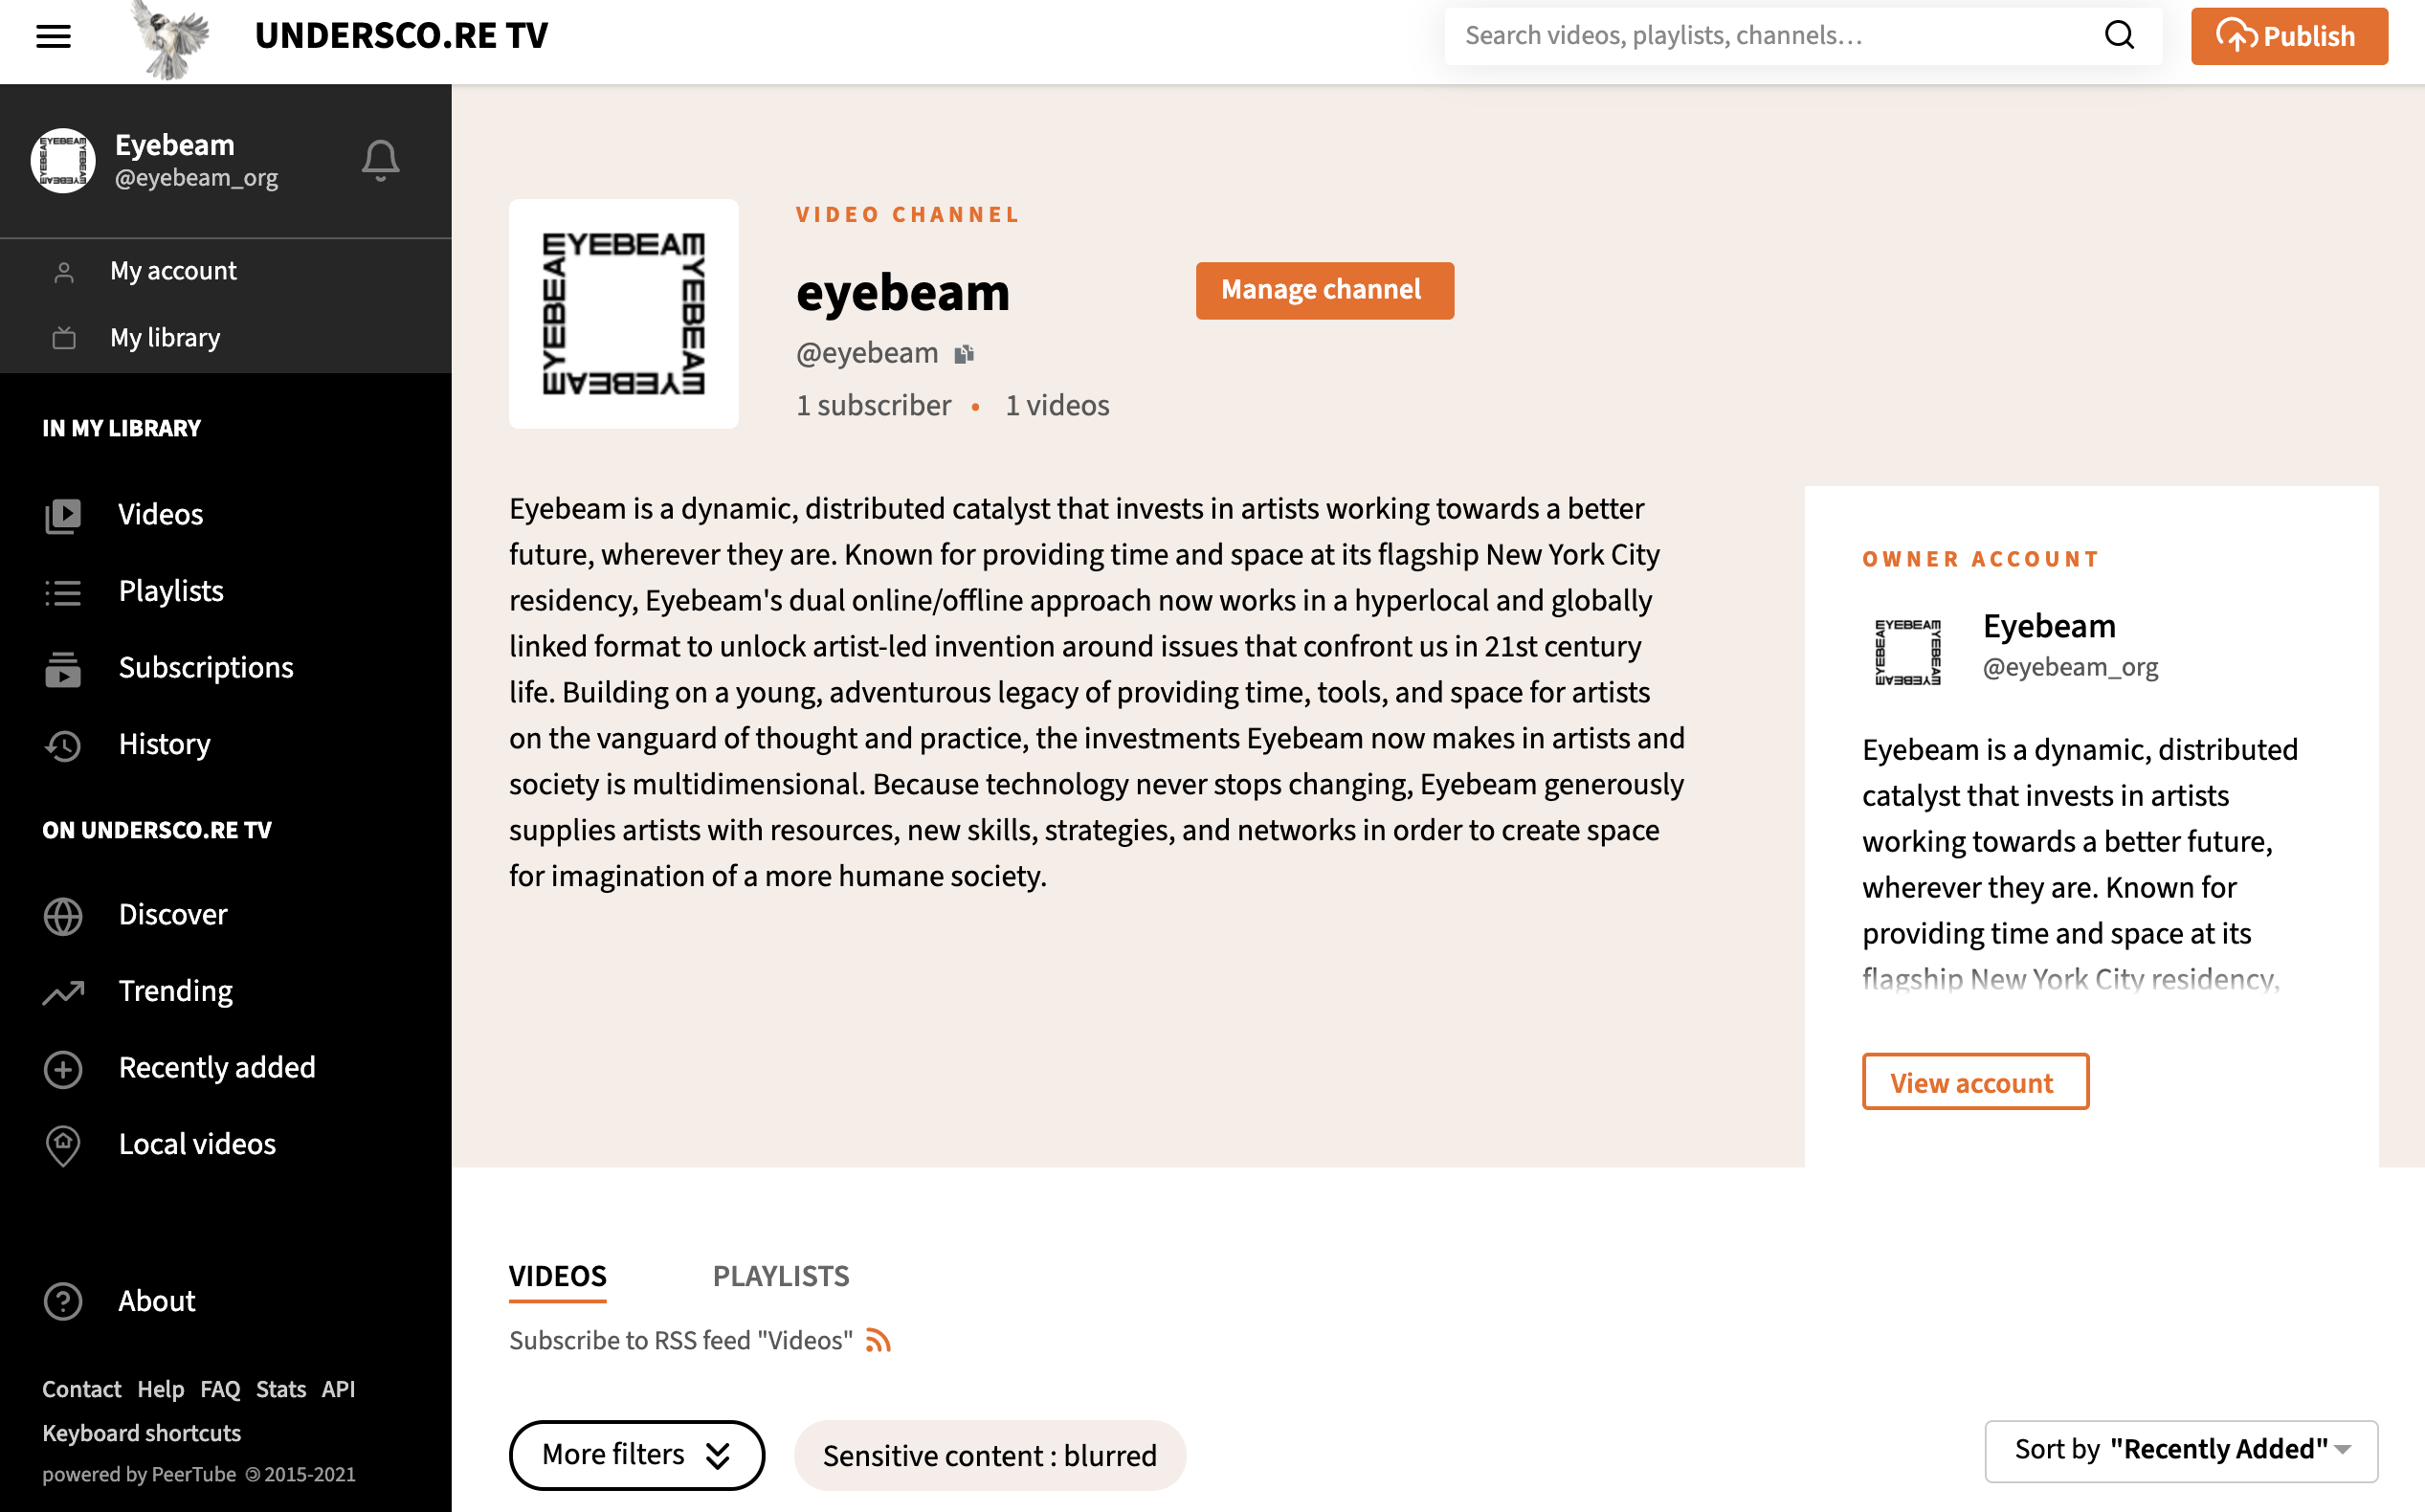 UNDERSCO.RE TV
Search videos, playlists, channels…
Publish
EYEBEAM EYEBEAM EYEBEAM EYEBEAM
Eyebeam
@eyebeam_org
My account
My library
IN MY LIBRARY
Videos
Playlists
Subscriptions
History
ON UNDERSCO.RE TV
Discover
Trending
Recently added
Local videos
About
Contact Help FAQ Stats API
Keyboard shortcuts
powered by PeerTube 2015-2021
EYEBEAM EYEBEAM EYEBEAM EYEBEAM
VIDEO CHANNEL
eyebeam
Manage channel
@eyebeam
1 subscriber • 1 videos
Eyebeam is a dynamic, distributed catalyst that invests in artists working towards a better
future, wherever they are. Known for providing time and space at its flagship New York City
residency, Eyebeam's dual online/offline approach now works in a hyperlocal and globally
linked format to unlock artist-led invention around issues that confront us in 21st century
life. Building on a young, adventurous legacy of providing time, tools, and space for artists
on the vanguard of thought and practice, the investments Eyebeam now makes in artists and
society is multidimensional. Because technology never stops changing, Eyebeam generously
supplies artists with resources, new skills, strategies, and networks in order to create space
for imagination of a more humane society.
OWNER ACCOUNT
EYEBEAM EYEBEAM EYEBEAM EYEBEAM
Eyebeam
@eyebeam_org
Eyebeam is a dynamic, distributed
catalyst that invests in artists
working towards a better future,
wherever they are. Known for
providing time and space at its
flagship New York City residency,
View account
VIDEOS PLAYLISTS
Subscribe to RSS feed "Videos"
More filters
Sensitive content : blurred
Sort by "Recently Added"